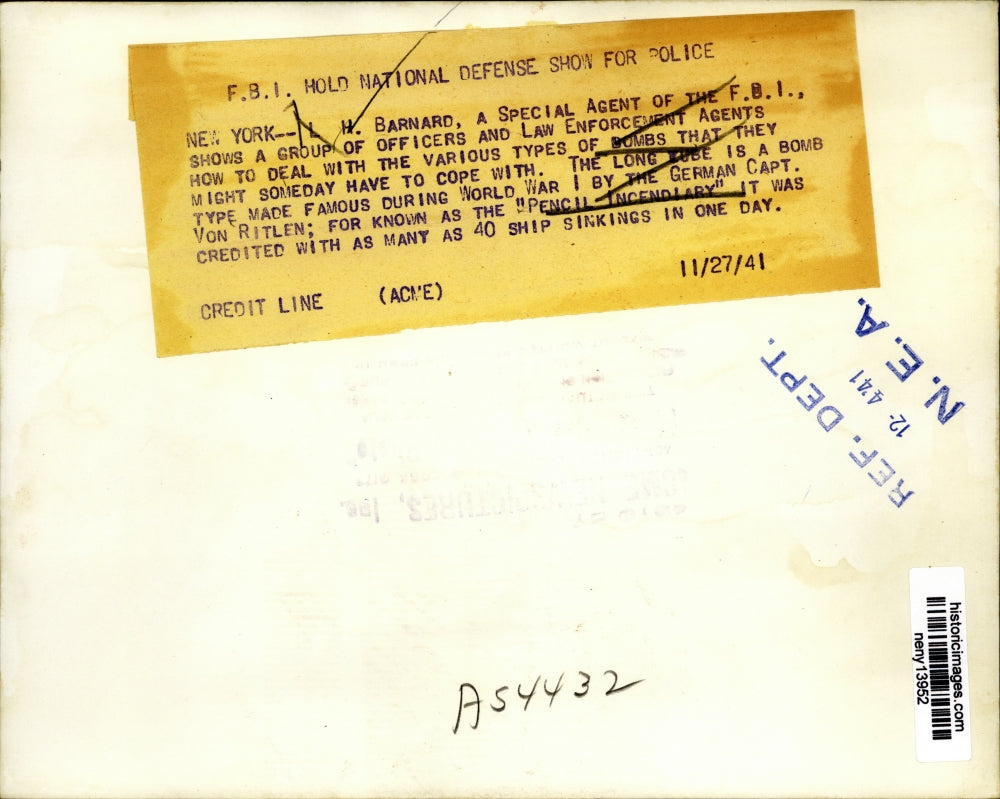 F.B.I. HOLD NATIONAL DEFENSE SHOW FOR POLICE
NEW YORK--L. H. BARNARD, A SPECIAL AGENT OF THE F.B.I.,
SHOWS A GROUP OF OFFICERS AND LAW ENFORCEMENT AGENTS
HOW TO DEAL WITH THE VARIOUS TYPES OF BOMBS THAT THEY
MIGHT SOMEDAY HAVE TO COPE WITH. THE LONG TUBE IS A BOMB
TYPE MADE FAMOUS DURING WORLD WAR I BY THE GERMAN CAPT.
VON RITLEN; FOR KNOWN AS THE "PENCIL INCENDIARY" IT WAS
CREDITED WITH AS MANY AS 40 SHIP SINKINGS IN ONE DAY.
11/27/41
CREDIT LINE (ACME)
N. E. A.
12-441
REF. DEPT.
historicimages.com
neny13952
A54432